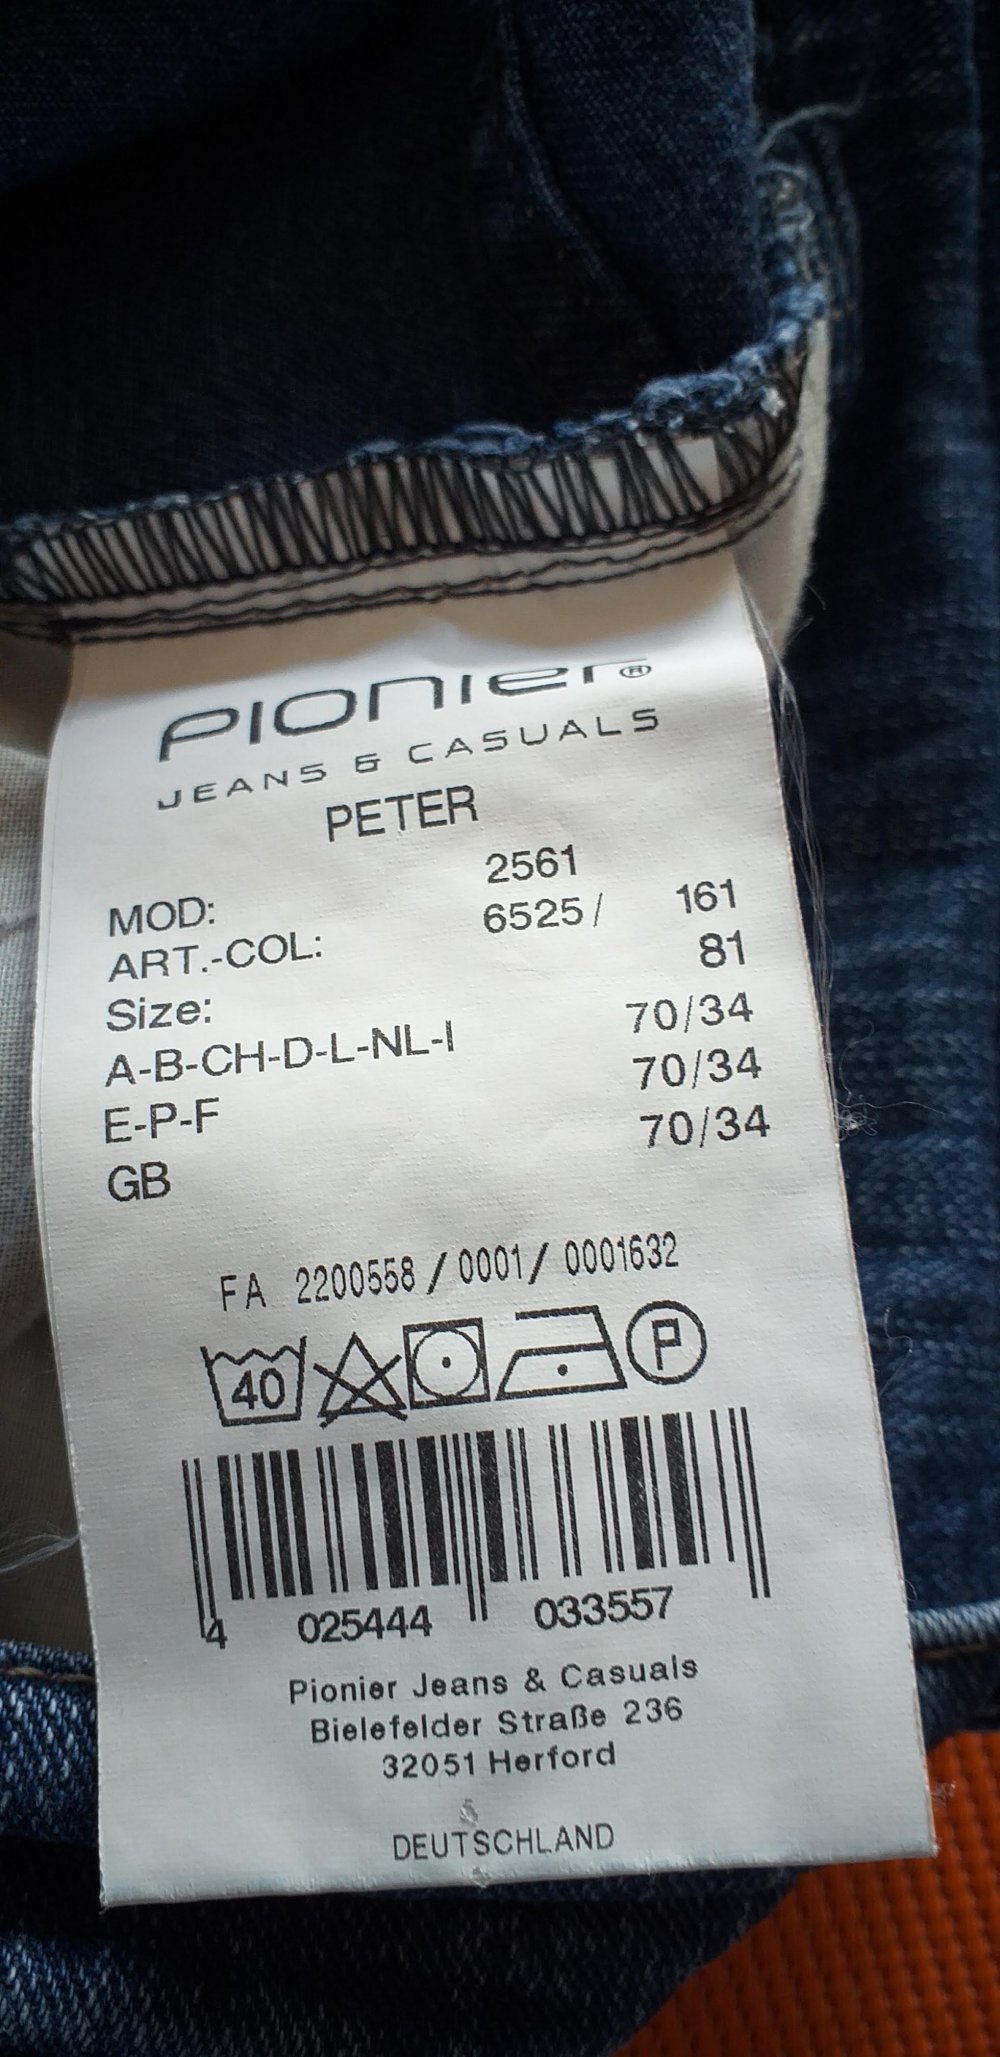 PIONIER®
JEANS & CASUALS
PETER
MOD: 2561
ART.-COL: 6525/ 161
Size: 81
A-B-CH-D-L-NL-I 70/34
E-P-F 70/34
GB 70/34
FA 2200558/0001/0001632
40 P
4 025444 033557
Pionier Jeans & Casuals
Bielefelder Straße 236
32051 Herford
DEUTSCHLAND